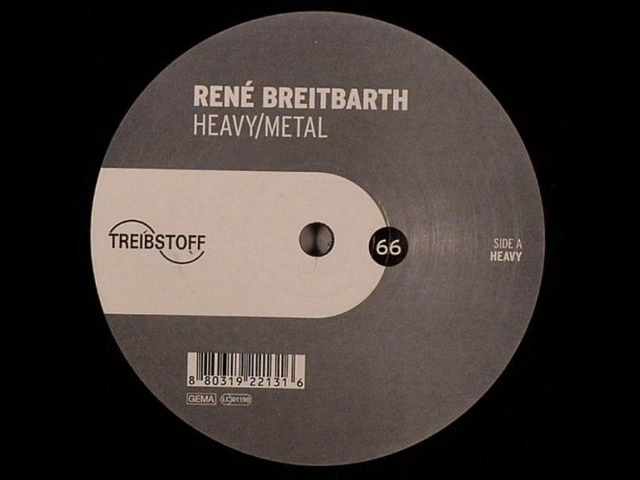 RENÉ BREITBARTH
HEAVY/METAL
TREIBSTOFF
66
SIDE A
HEAVY
8 80319 22131 6
GEMA